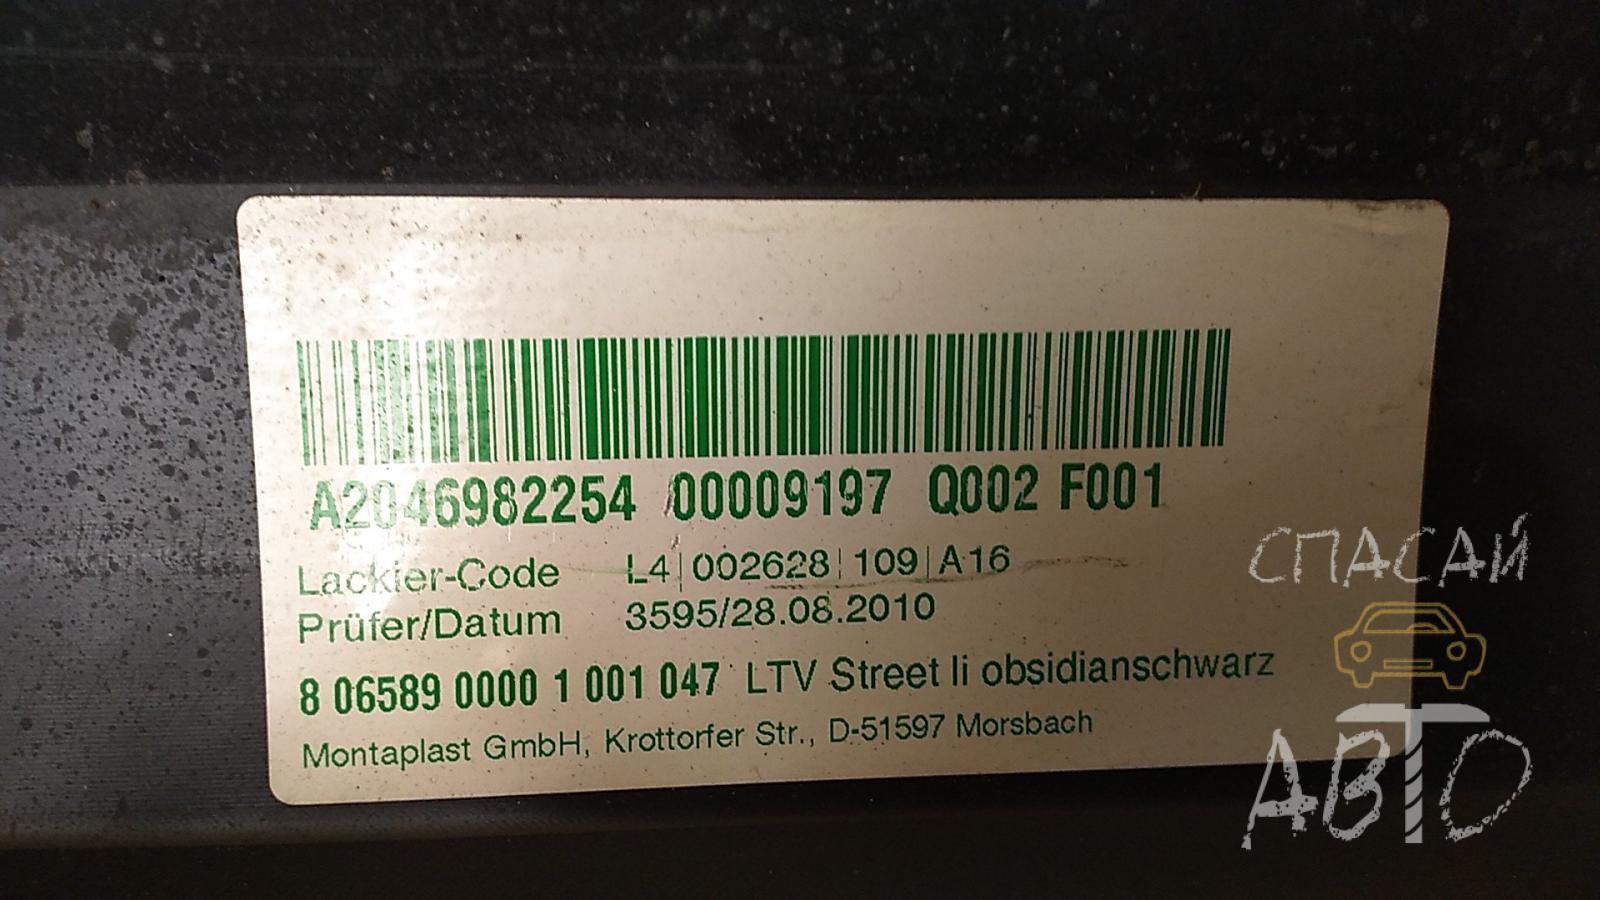 A2046982254 00009197 Q002 F001
Lackier-Code L4|002628|109|A16
Prüfer/Datum 3595/28.08.2010
8 06589 0000 1 001 047 LTV Street li obsidianschwarz
Montaplast GmbH, Krottorfer Str., D-51597 Morsbach
СПАСАЙ
АВТО